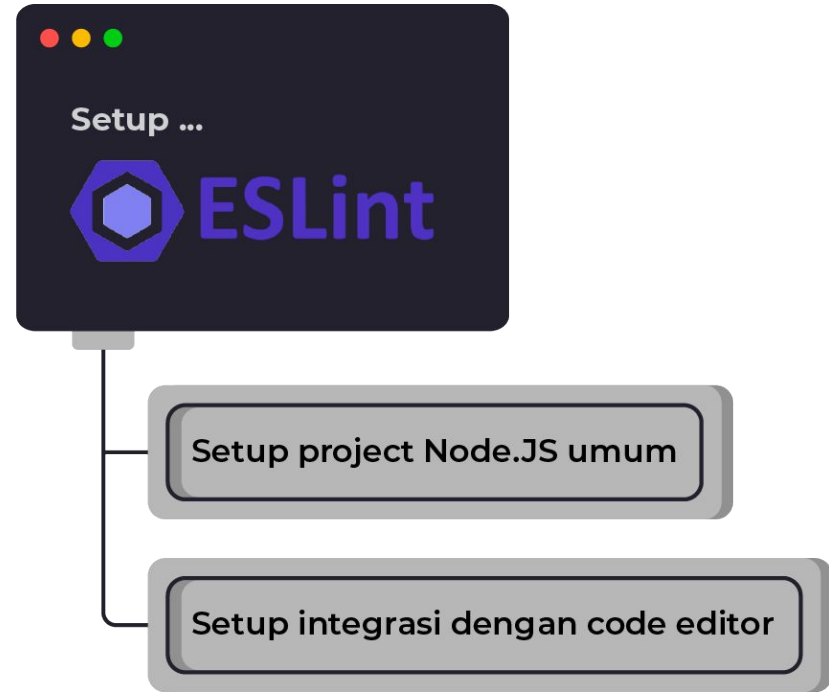 Setup ...
ESLint
Setup project Node.JS umum
Setup integrasi dengan code editor